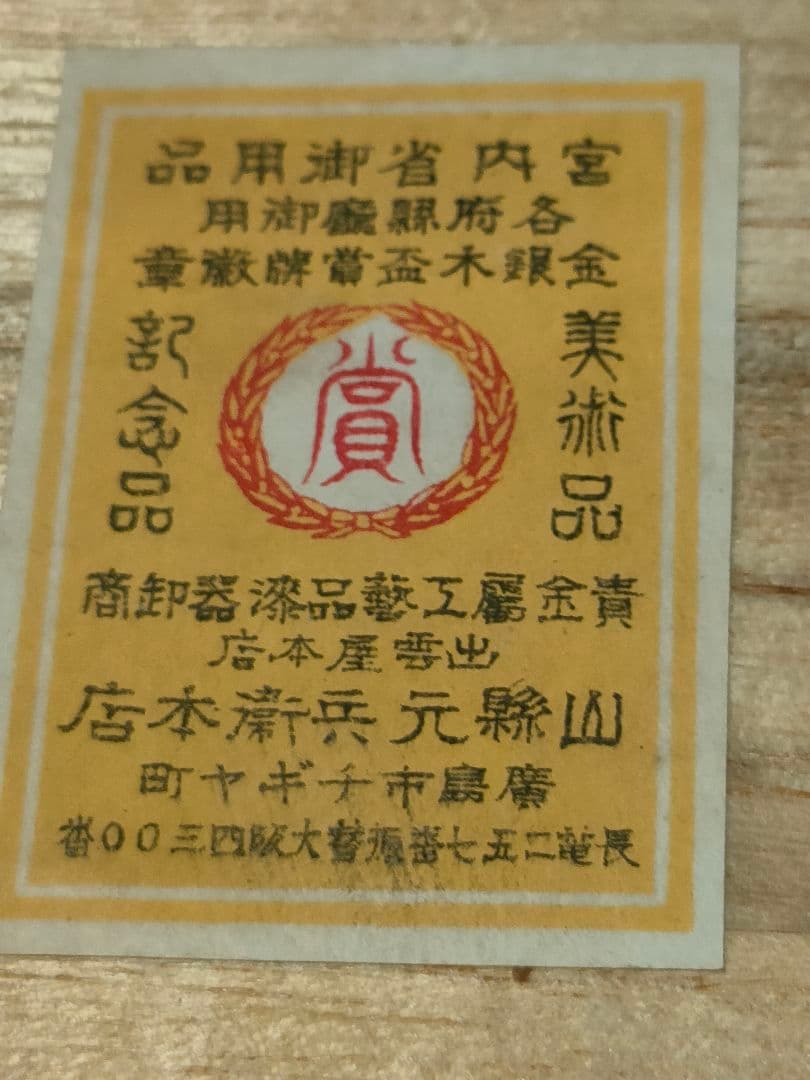 宮内省御用品
各府縣廳御用
金銀木盃賞牌徽章
美術品
賞
記念品
貴金屬工藝品漆器卸商
出雲屋本店
山縣元兵衛本店
廣島市チギヤ町
長電二五七番振替大阪四三〇〇番